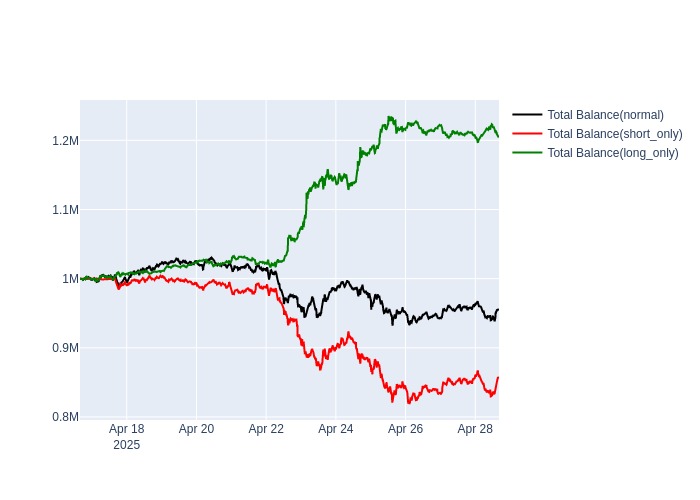 Total Balance(normal)
Total Balance(short_only)
Total Balance(long_only)
1.2M
1.1M
1M
0.9M
0.8M
Apr 18
2025
Apr 20
Apr 22
Apr 24
Apr 26
Apr 28